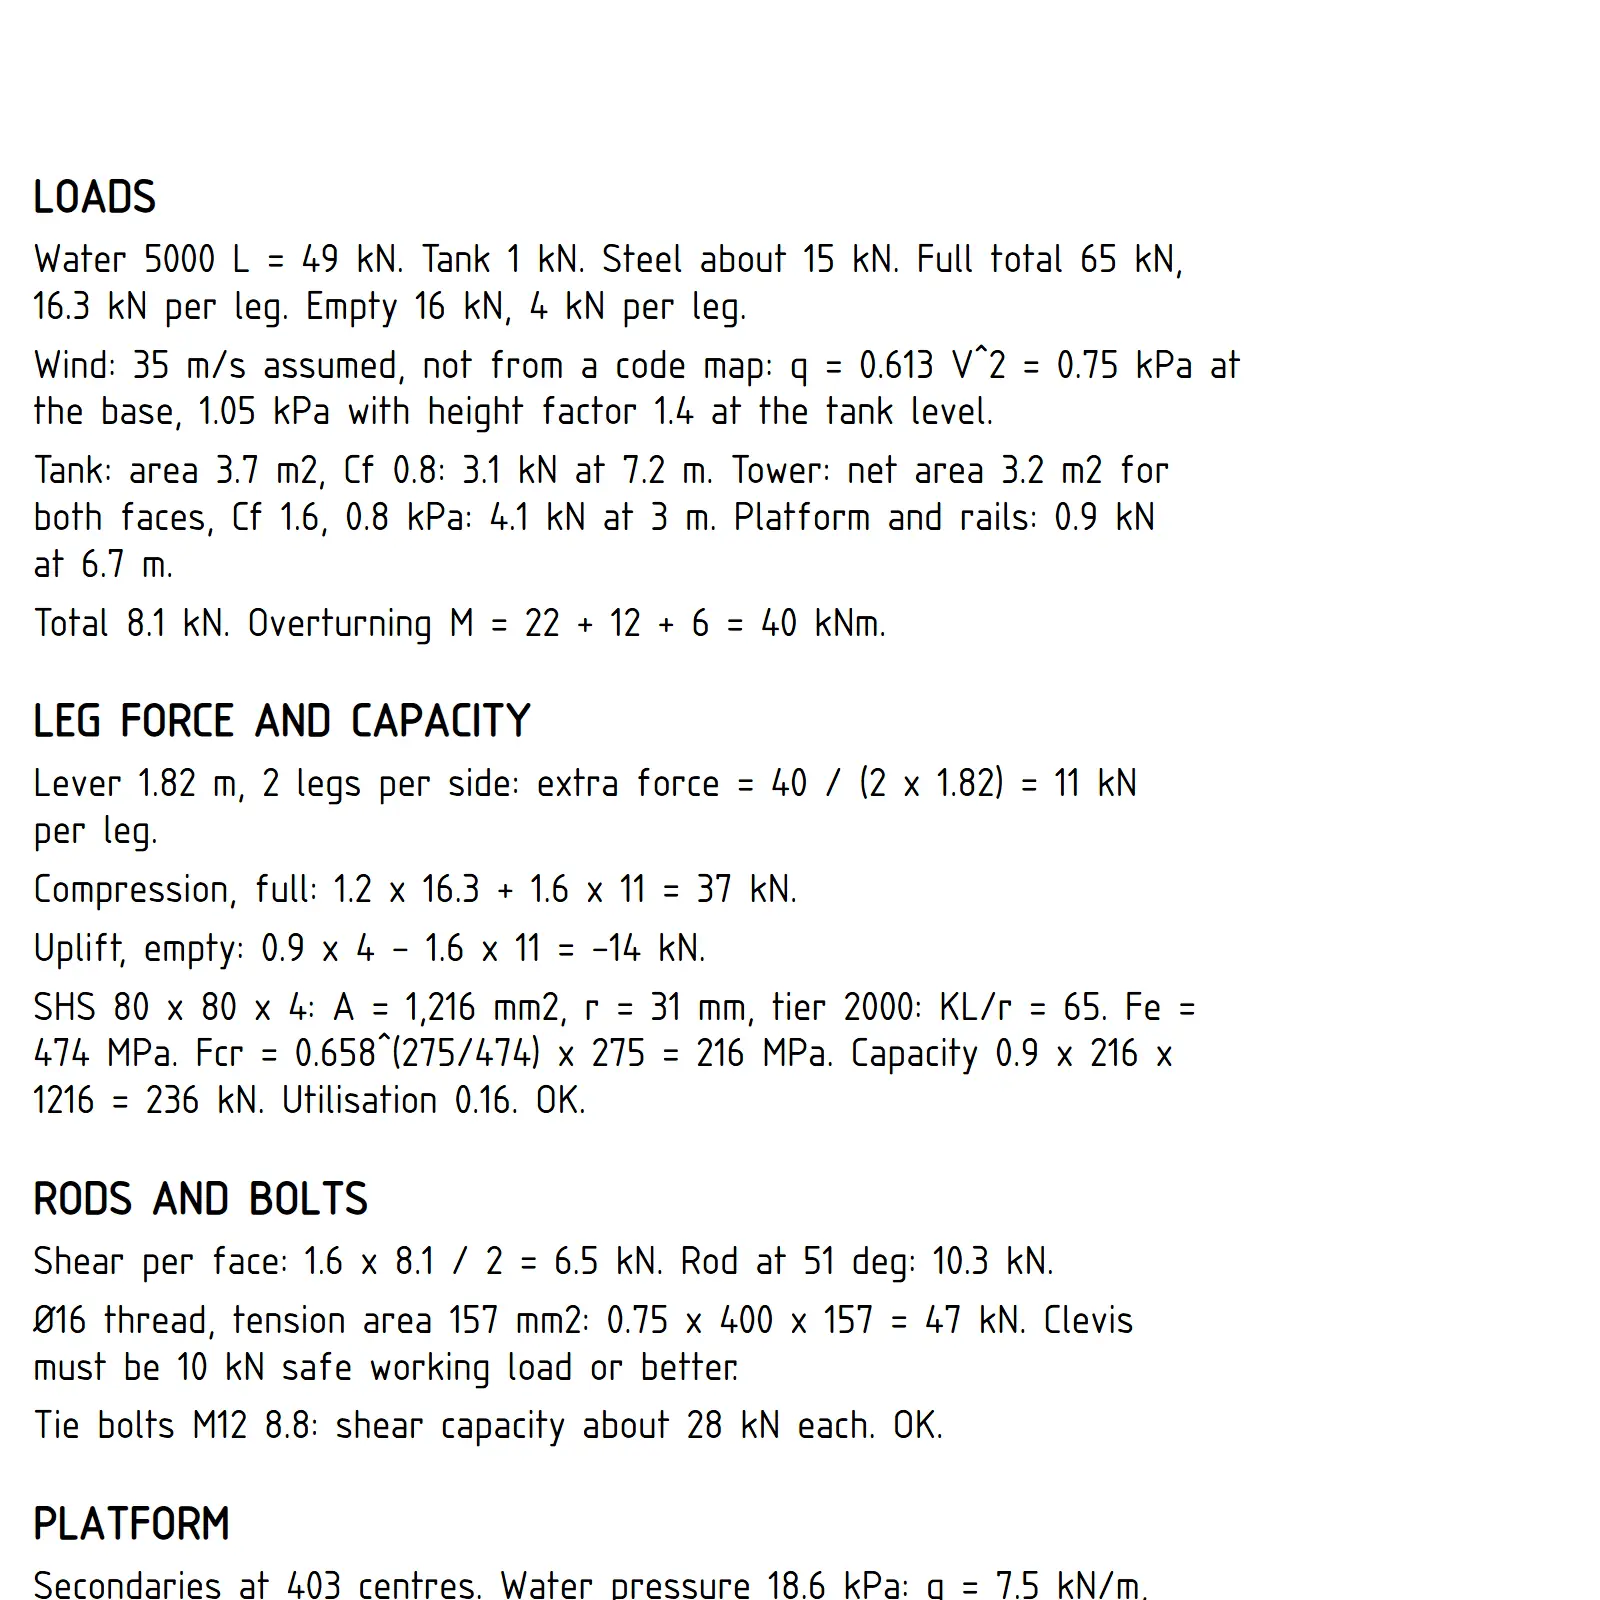 LOADS
Water 5000 L = 49 kN. Tank 1 kN. Steel about 15 kN. Full total 65 kN,
16.3 kN per leg. Empty 16 kN, 4 kN per leg.
Wind: 35 m/s assumed, not from a code map: q = 0.613 V^2 = 0.75 kPa at
the base, 1.05 kPa with height factor 1.4 at the tank level.
Tank: area 3.7 m2, Cf 0.8: 3.1 kN at 7.2 m. Tower: net area 3.2 m2 for
both faces, Cf 1.6, 0.8 kPa: 4.1 kN at 3 m. Platform and rails: 0.9 kN
at 6.7 m.
Total 8.1 kN. Overturning M = 22 + 12 + 6 = 40 kNm.
LEG FORCE AND CAPACITY
Lever 1.82 m, 2 legs per side: extra force = 40 / (2 x 1.82) = 11 kN
per leg.
Compression, full: 1.2 x 16.3 + 1.6 x 11 = 37 kN.
Uplift, empty: 0.9 x 4 - 1.6 x 11 = -14 kN.
SHS 80 x 80 x 4: A = 1,216 mm2, r = 31 mm, tier 2000: KL/r = 65. Fe =
474 MPa. Fcr = 0.658^(275/474) x 275 = 216 MPa. Capacity 0.9 x 216 x
1216 = 236 kN. Utilisation 0.16. OK.
RODS AND BOLTS
Shear per face: 1.6 x 8.1 / 2 = 6.5 kN. Rod at 51 deg: 10.3 kN.
Ø16 thread, tension area 157 mm2: 0.75 x 400 x 157 = 47 kN. Clevis
must be 10 kN safe working load or better.
Tie bolts M12 8.8: shear capacity about 28 kN each. OK.
PLATFORM
Secondaries at 403 centres. Water pressure 18.6 kPa: q = 7.5 kN/m,